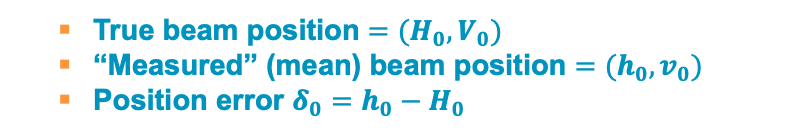 ▪ True beam position = (H₀, V₀)
▪ “Measured” (mean) beam position = (h₀, v₀)
▪ Position error δ₀ = h₀ − H₀